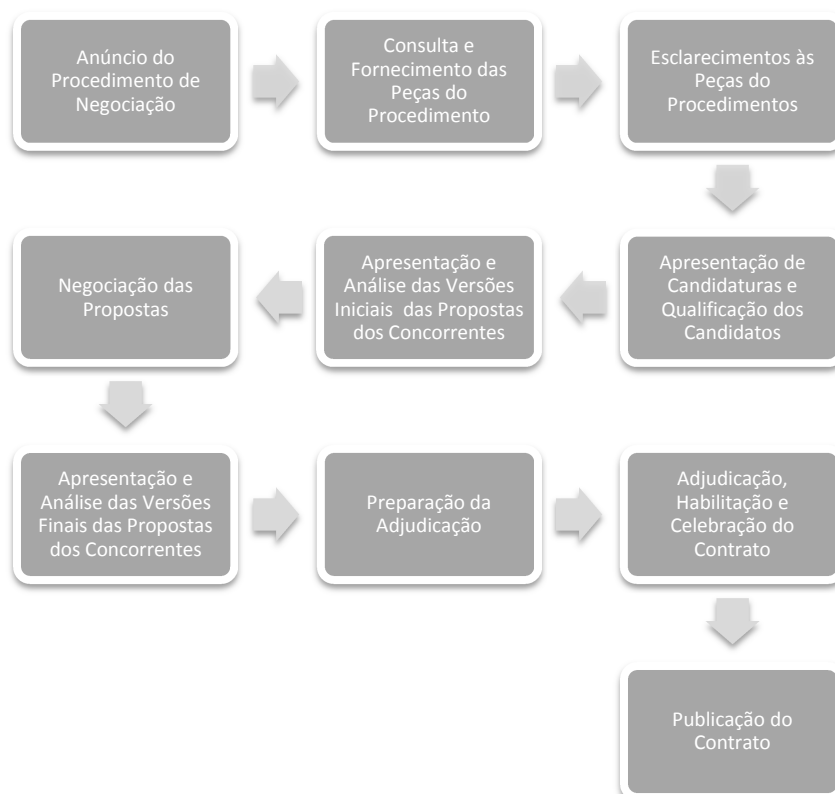 Anúncio do
Procedimento de
Negociação
Consulta e
Fornecimento das
Peças do
Procedimento
Esclarecimentos às
Peças do
Procedimentos
Apresentação de
Candidaturas e
Qualificação dos
Candidatos
Apresentação e
Análise das Versões
Iniciais das Propostas
dos Concorrentes
Negociação das
Propostas
Apresentação e
Análise das Versões
Finais das Propostas
dos Concorrentes
Preparação da
Adjudicação
Adjudicação,
Habilitação e
Celebração do
Contrato
Publicação do
Contrato